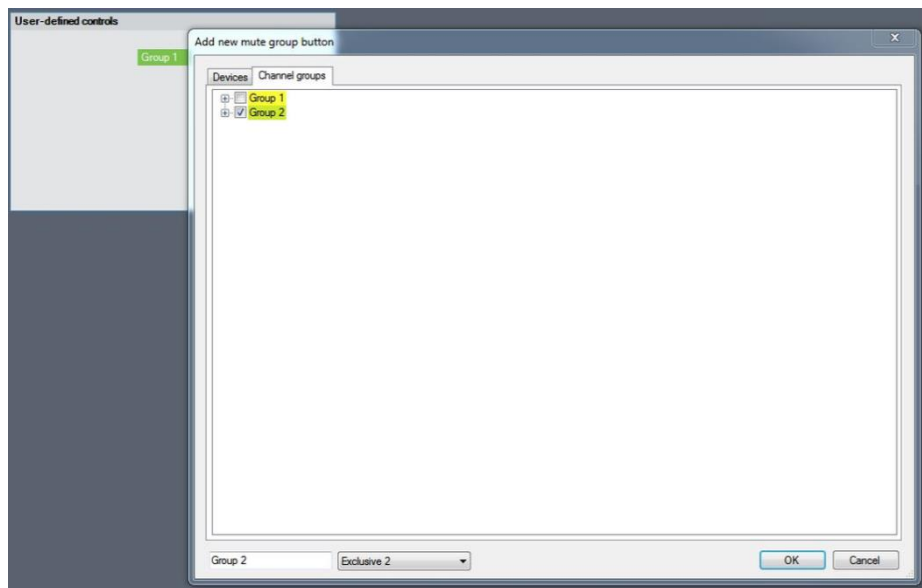 User-defined controls
Group 1
Add new mute group button
Devices
Channel groups
Group 1
Group 2
Group 2
Exclusive 2
OK
Cancel